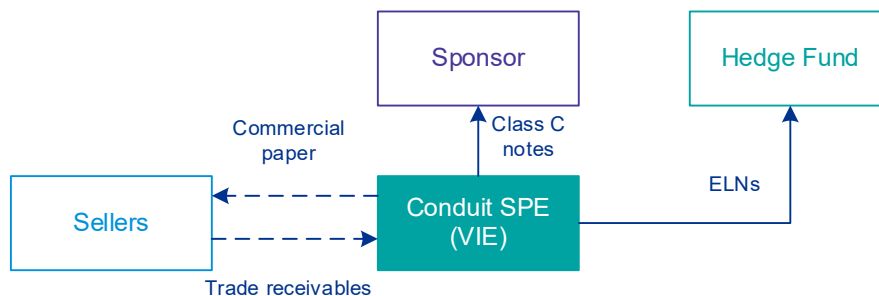 Sponsor
Hedge Fund
Commercial
paper
Class C
notes
ELNs
Sellers
Conduit SPE
(VIE)
Trade receivables